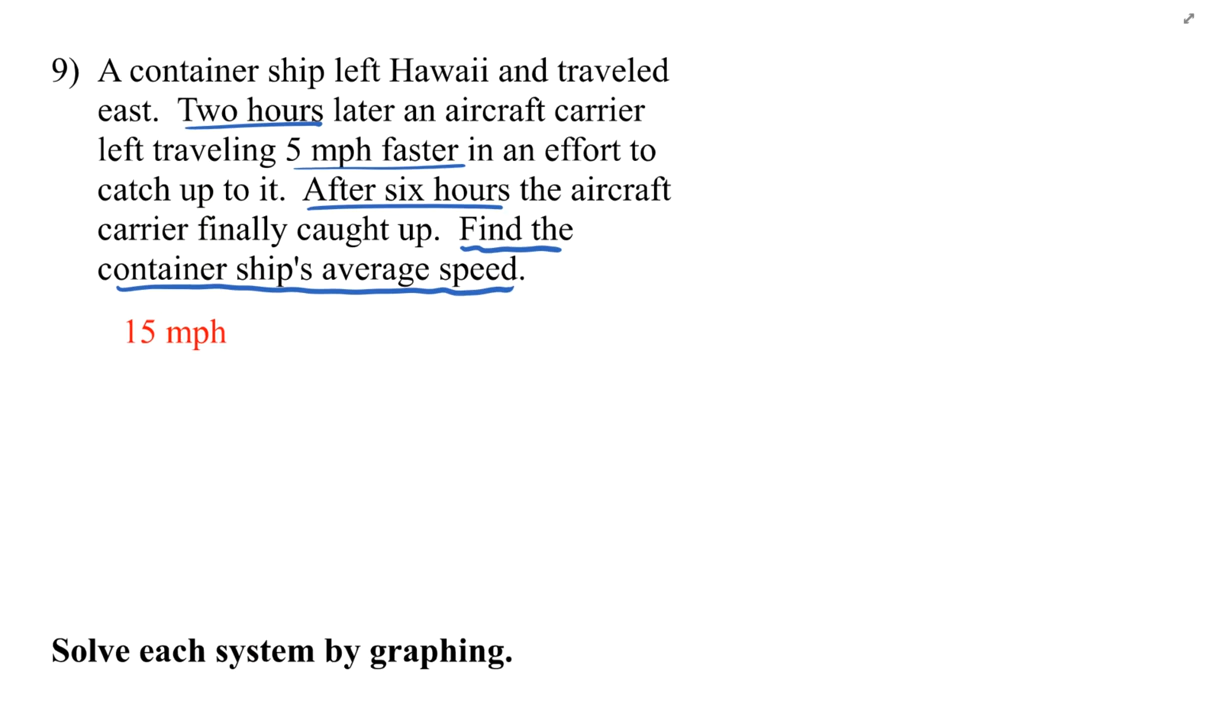 9) A container ship left Hawaii and traveled
east. Two hours later an aircraft carrier
left traveling 5 mph faster in an effort to
catch up to it. After six hours the aircraft
carrier finally caught up. Find the
container ship's average speed.
15 mph
Solve each system by graphing.